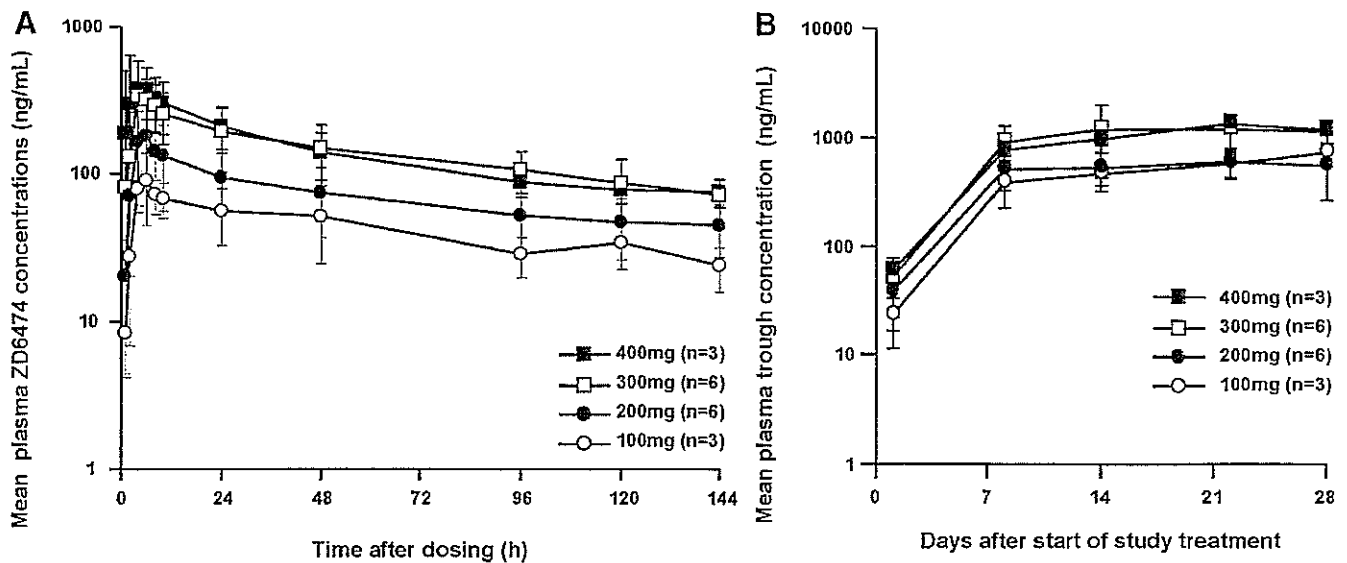 A
Mean plasma ZD6474 concentrations (ng/mL)
1000
100
10
1
0
24
48
72
96
120
144
Time after dosing (h)
400mg (n=3)
300mg (n=6)
200mg (n=6)
100mg (n=3)
B
Mean plasma trough concentration (ng/mL)
10000
1000
100
10
1
0
7
14
21
28
Days after start of study treatment
400mg (n=3)
300mg (n=6)
200mg (n=6)
100mg (n=3)